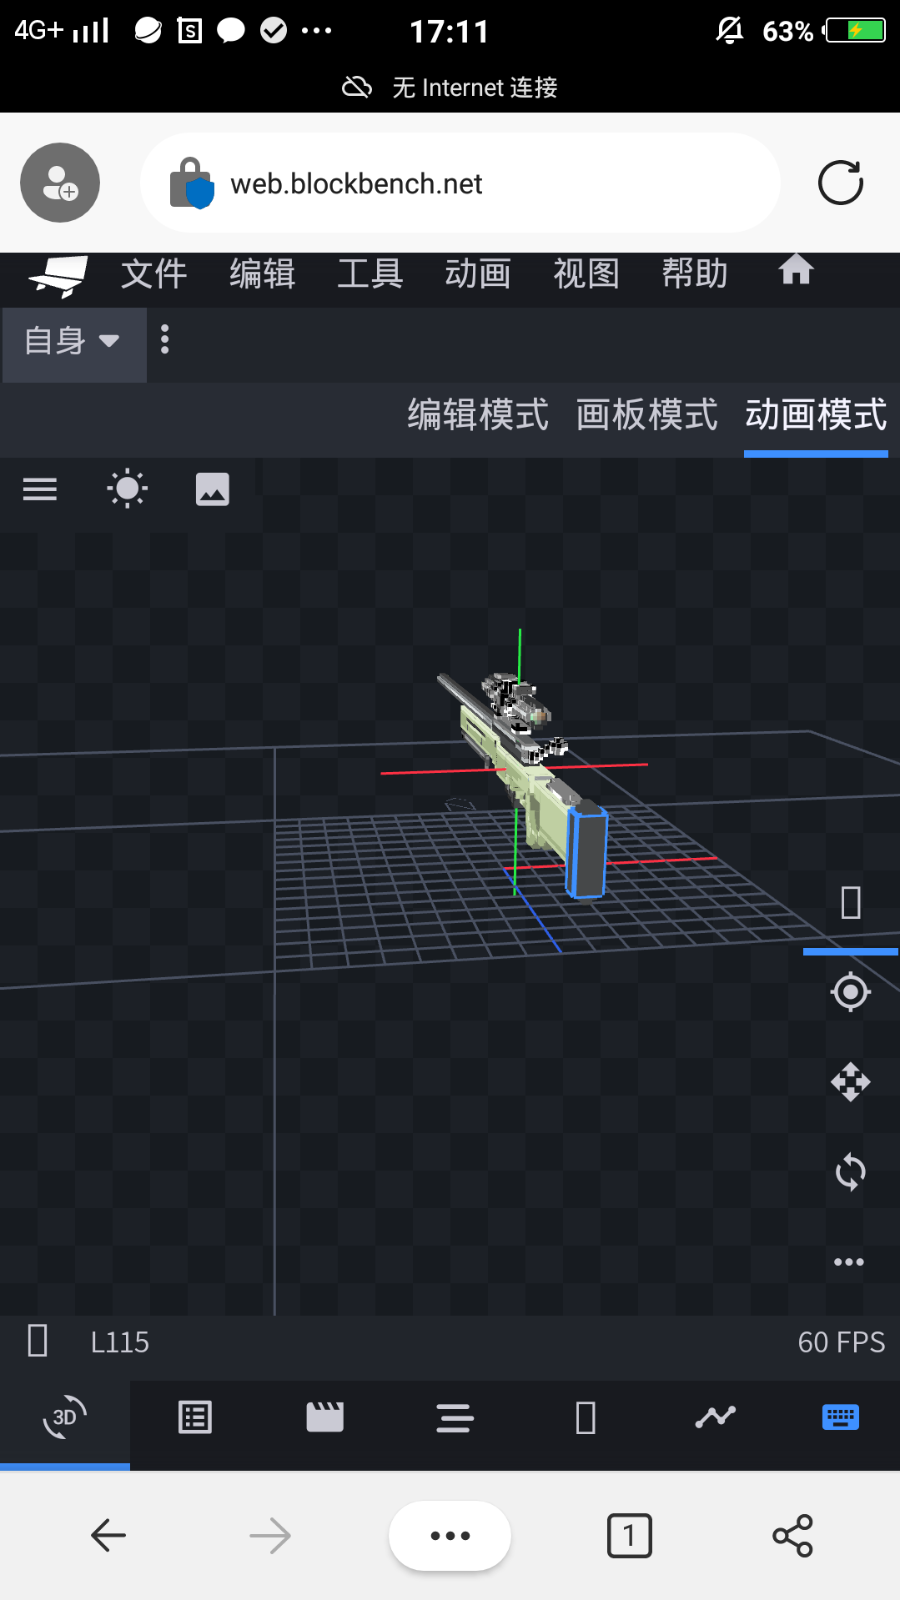 4G+ 17:11 63%
无 Internet 连接
web.blockbench.net
文件 编辑 工具 动画 视图 帮助
自身
编辑模式 画板模式 动画模式
L115 60 FPS
3D
1